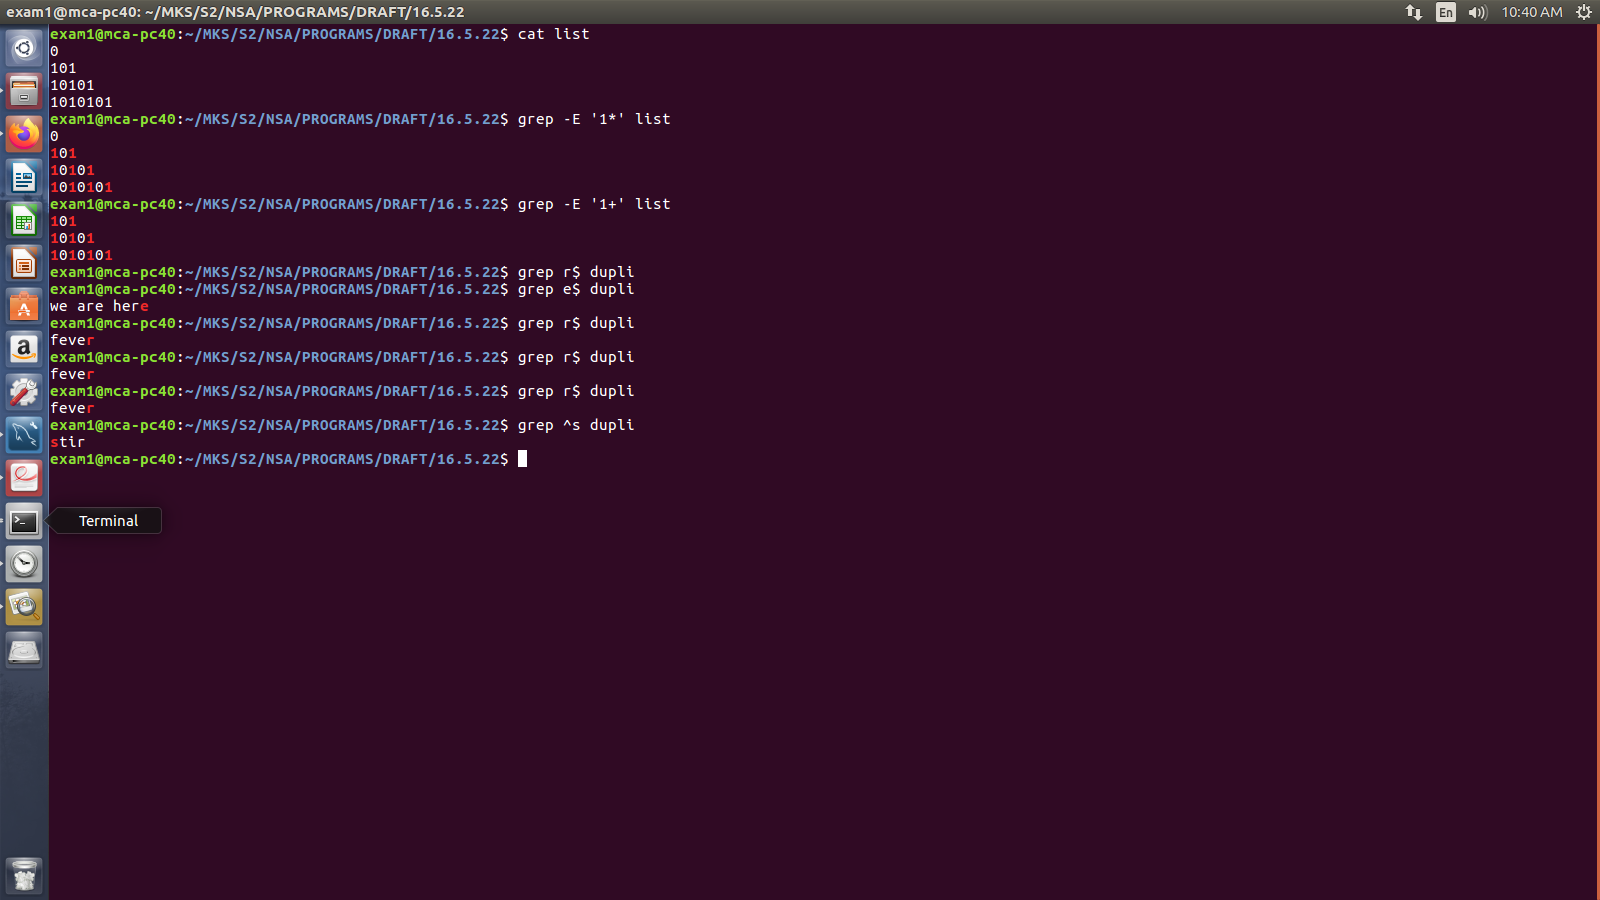 exam1@mca-pc40: ~/MKS/S2/NSA/PROGRAMS/DRAFT/16.5.22
En
10:40 AM
exam1@mca-pc40:~/MKS/S2/NSA/PROGRAMS/DRAFT/16.5.22$ cat list
0
101
10101
1010101
exam1@mca-pc40:~/MKS/S2/NSA/PROGRAMS/DRAFT/16.5.22$ grep -E '1*' list
0
101
10101
1010101
exam1@mca-pc40:~/MKS/S2/NSA/PROGRAMS/DRAFT/16.5.22$ grep -E '1+' list
101
10101
1010101
exam1@mca-pc40:~/MKS/S2/NSA/PROGRAMS/DRAFT/16.5.22$ grep r$ dupli
exam1@mca-pc40:~/MKS/S2/NSA/PROGRAMS/DRAFT/16.5.22$ grep e$ dupli
we are here
exam1@mca-pc40:~/MKS/S2/NSA/PROGRAMS/DRAFT/16.5.22$ grep r$ dupli
fever
exam1@mca-pc40:~/MKS/S2/NSA/PROGRAMS/DRAFT/16.5.22$ grep r$ dupli
fever
exam1@mca-pc40:~/MKS/S2/NSA/PROGRAMS/DRAFT/16.5.22$ grep r$ dupli
fever
exam1@mca-pc40:~/MKS/S2/NSA/PROGRAMS/DRAFT/16.5.22$ grep ^s dupli
stir
exam1@mca-pc40:~/MKS/S2/NSA/PROGRAMS/DRAFT/16.5.22$
Terminal